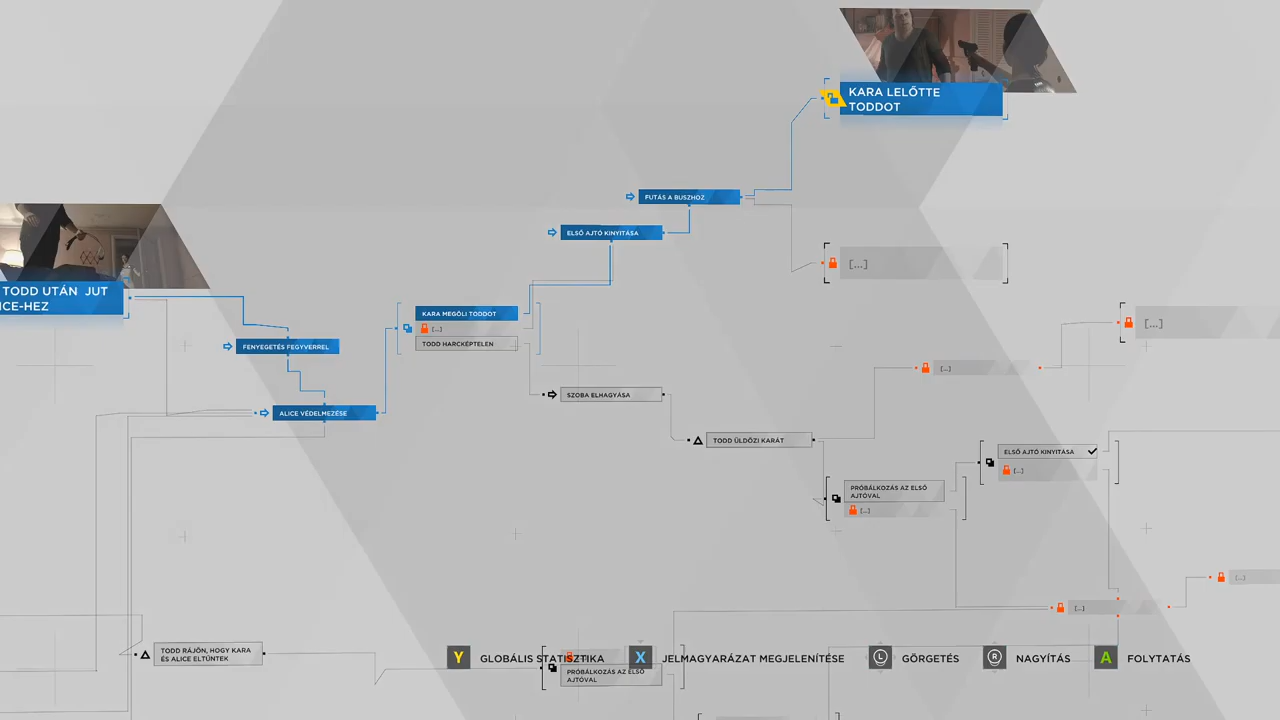 KARA LELŐTTE
TODDOT
FUTÁS A BUSZHOZ
ELSŐ AJTÓ KINYITÁSA
[...]
TODD UTÁN JUT
ICE-HEZ
KARA MEGÖLI TODDOT
[...]
TODD HARCKÉPTELEN
[...]
FENYEGETÉS FEGYVERREL
[...]
SZOBA ELHAGYÁSA
ALICE VÉDELMEZÉSE
TODD ÜLDÖZI KARÁT
ELSŐ AJTÓ KINYITÁSA
[...]
PRÓBÁLKOZÁS AZ ELSŐ
AJTÓVAL
[...]
[...]
[...]
TODD RÁJÖN, HOGY KARA
ÉS ALICE ELTŰNTEK
Y GLOBÁLIS STATISZTIKA X JELMAGYARÁZAT MEGJELENÍTÉSE L GÖRGETÉS R NAGYÍTÁS A FOLYTATÁS
PRÓBÁLKOZÁS AZ ELSŐ
AJTÓVAL